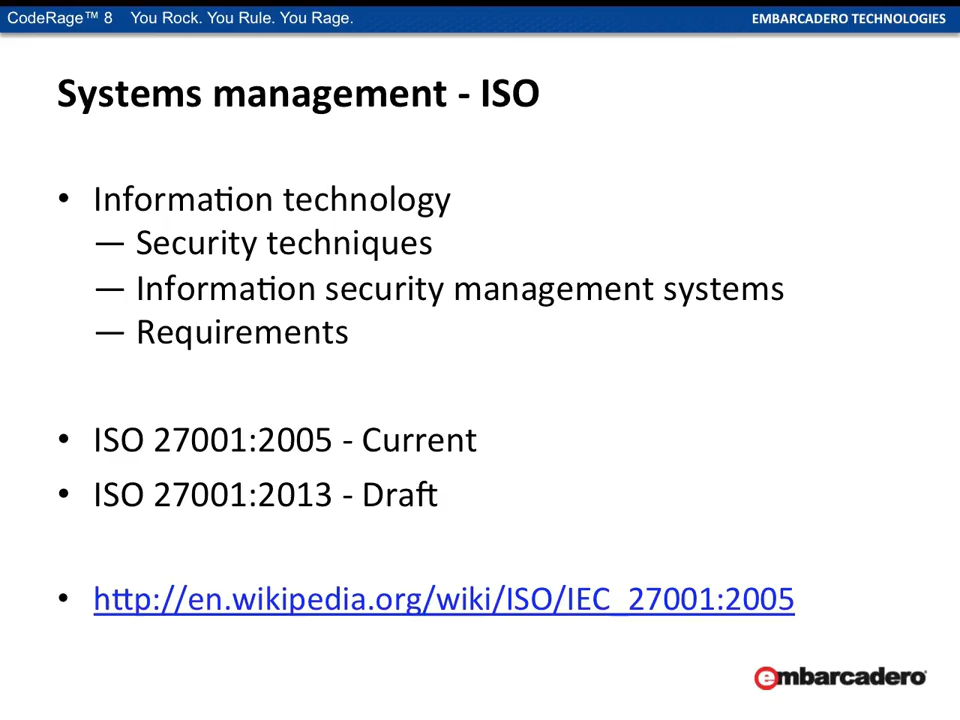 CodeRage™ 8 You Rock. You Rule. You Rage. EMBARCADERO TECHNOLOGIES
Systems management - ISO
• Information technology
— Security techniques
— Information security management systems
— Requirements
• ISO 27001:2005 - Current
• ISO 27001:2013 - Draft
• http://en.wikipedia.org/wiki/ISO/IEC_27001:2005
embarcadero